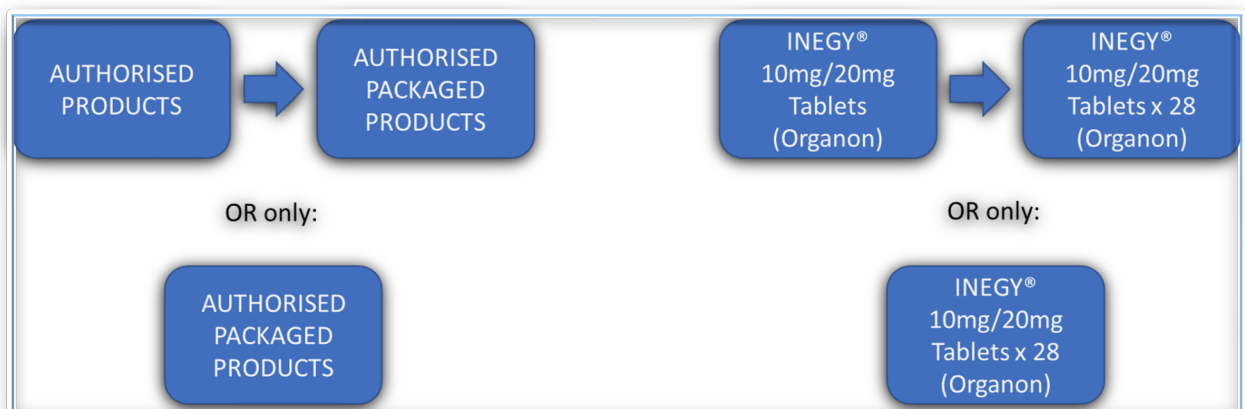 AUTHORISED
PRODUCTS
AUTHORISED
PACKAGED
PRODUCTS
INEGY®
10mg/20mg
Tablets
(Organon)
INEGY®
10mg/20mg
Tablets x 28
(Organon)
OR only:
OR only:
AUTHORISED
PACKAGED
PRODUCTS
INEGY®
10mg/20mg
Tablets x 28
(Organon)